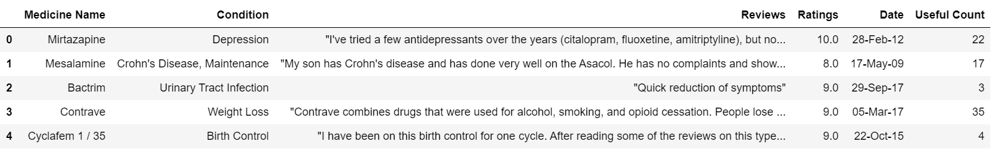 Medicine Name Condition Reviews Ratings Date Useful Count
0 Mirtazapine Depression "I've tried a few antidepressants over the years (citalopram, fluoxetine, amitriptyline), but no... 10.0 28-Feb-12 22
1 Mesalamine Crohn's Disease, Maintenance "My son has Crohn's disease and has done very well on the Asacol. He has no complaints and show... 8.0 17-May-09 17
2 Bactrim Urinary Tract Infection "Quick reduction of symptoms" 9.0 29-Sep-17 3
3 Contrave Weight Loss "Contrave combines drugs that were used for alcohol, smoking, and opioid cessation. People lose ... 9.0 05-Mar-17 35
4 Cyclafem 1 / 35 Birth Control "I have been on this birth control for one cycle. After reading some of the reviews on this type... 9.0 22-Oct-15 4